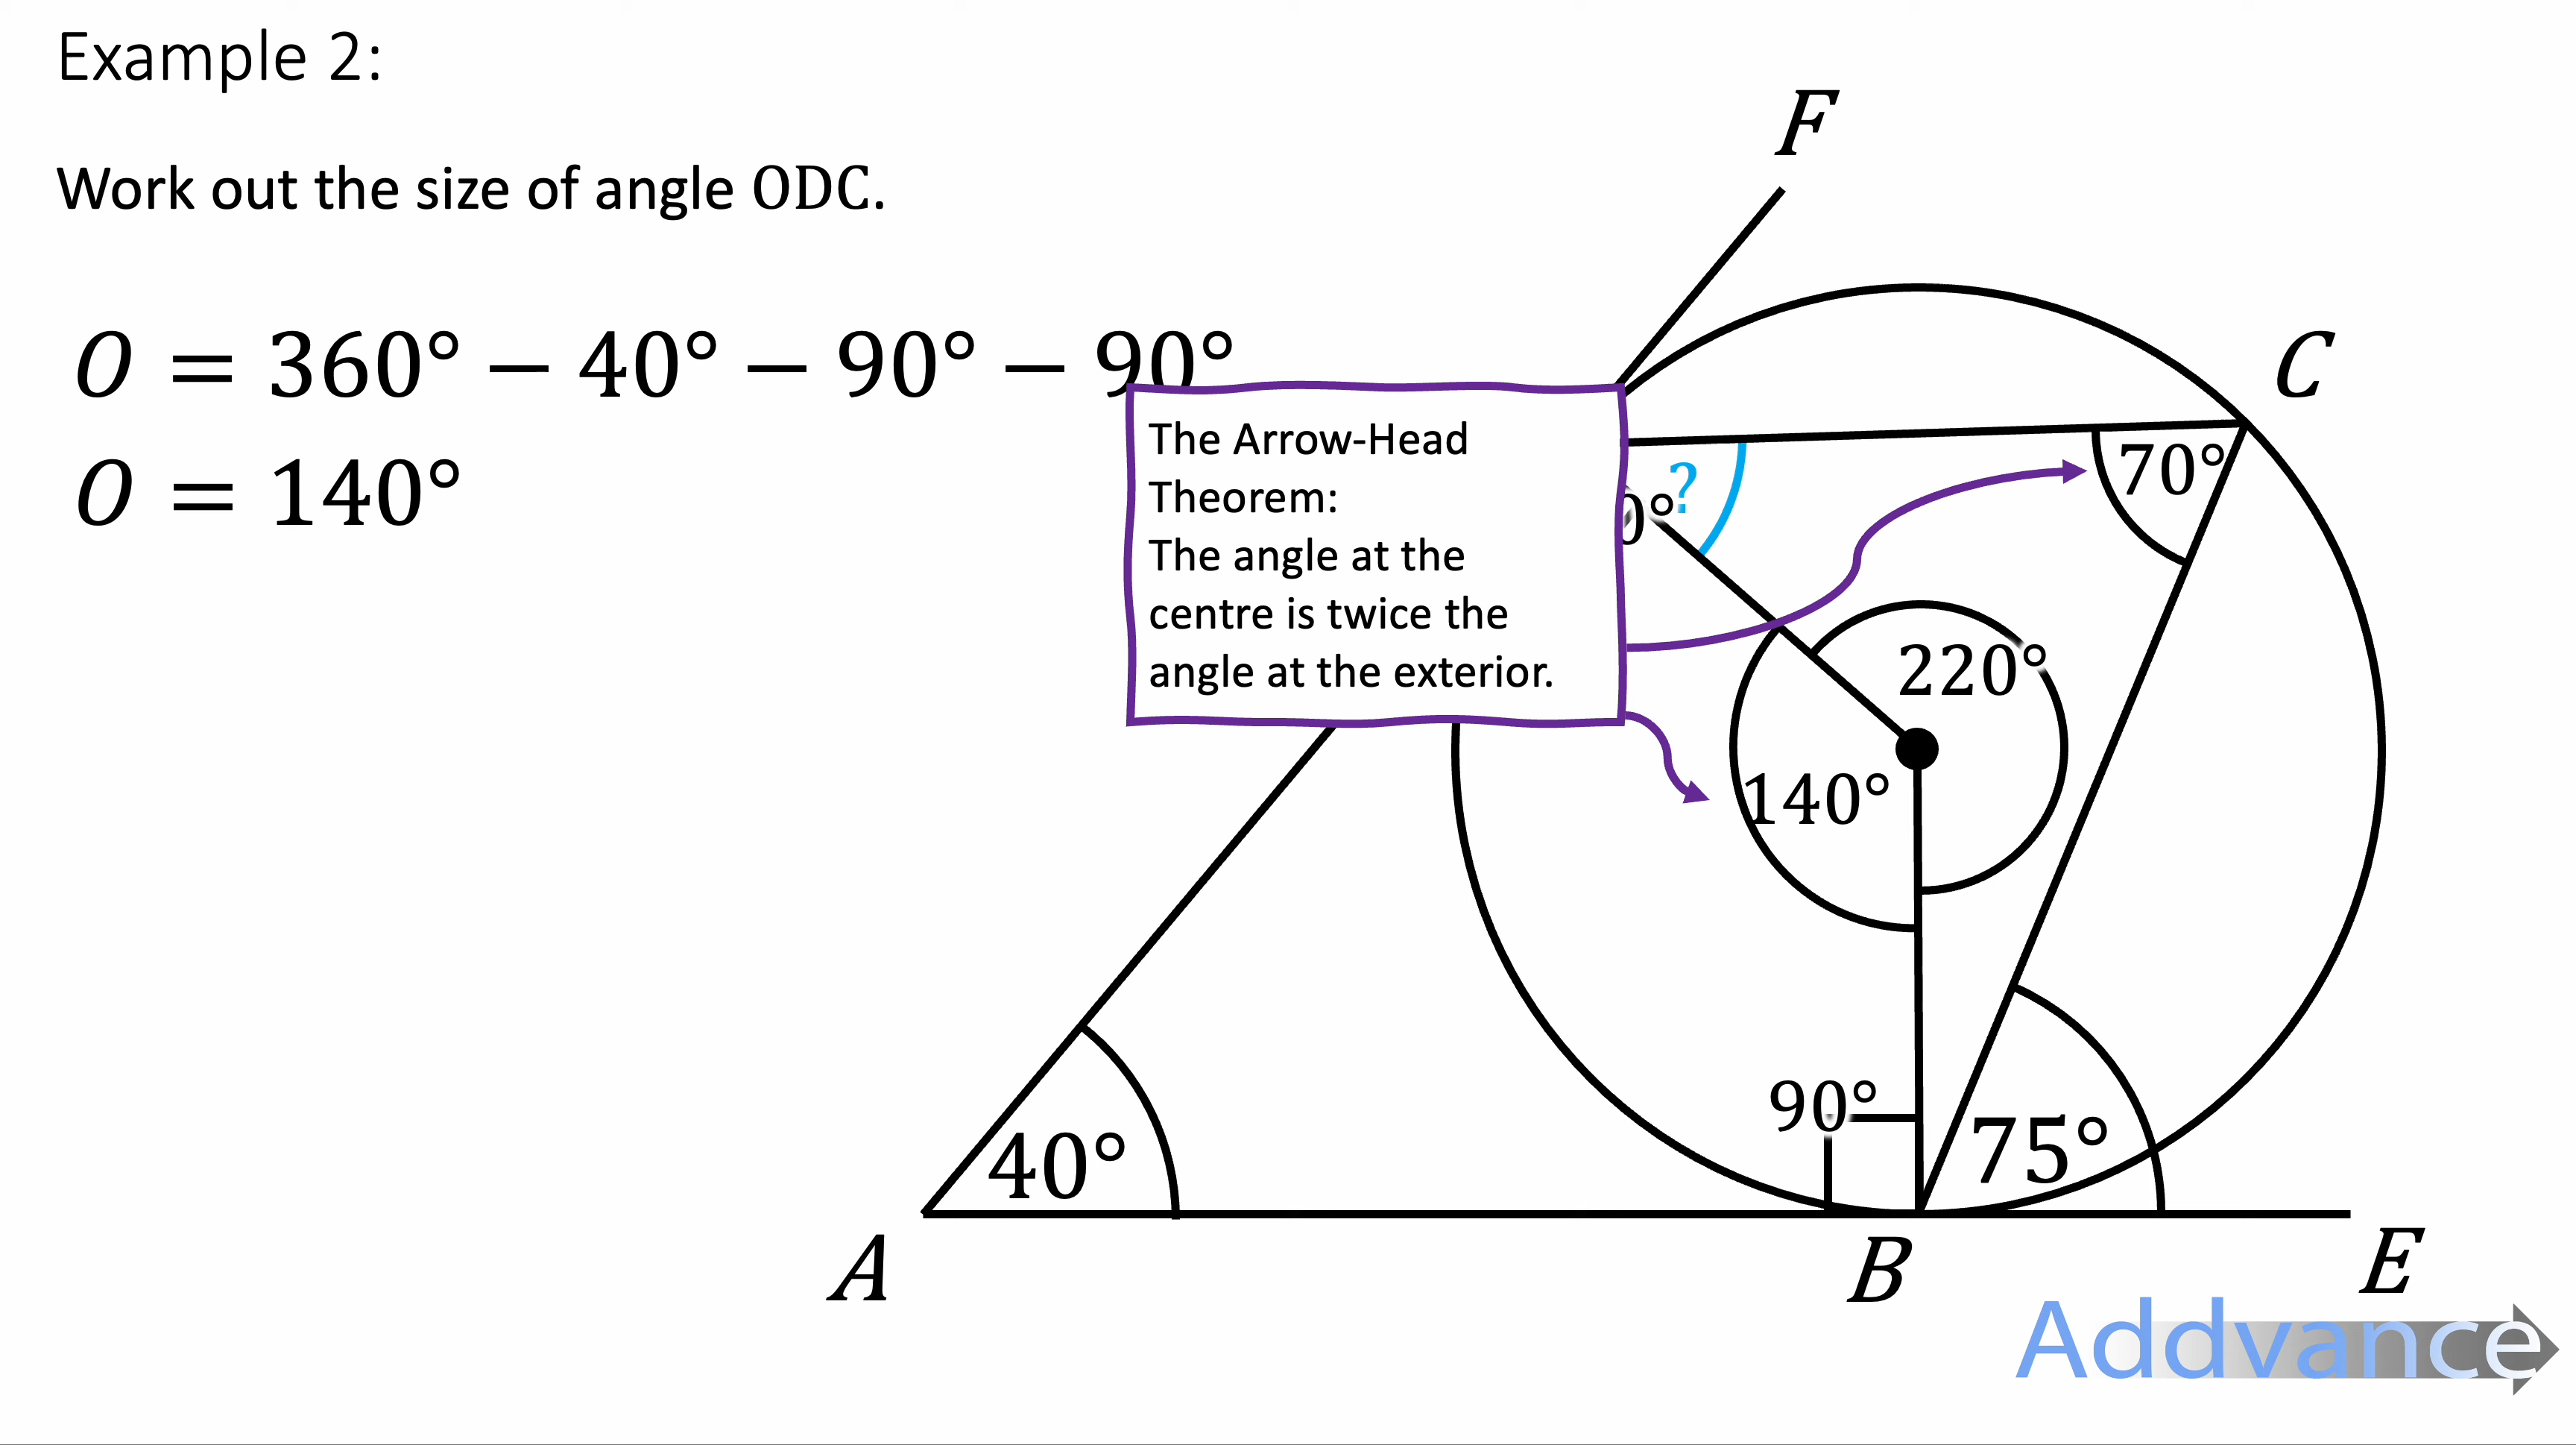 Example 2:
Work out the size of angle ODC.
O = 360° − 40° − 90° − 90°
O = 140°
F
C
The Arrow-Head
Theorem:
The angle at the
centre is twice the
angle at the exterior.
70°
?
0°
220°
140°
90°
75°
40°
A
B
E
Addvance